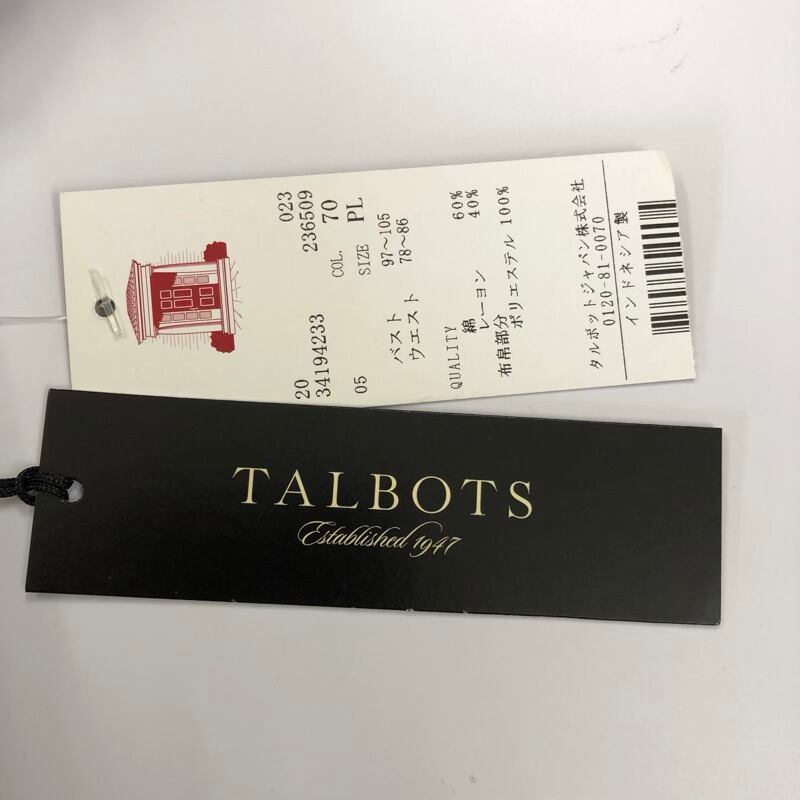 20 023
34194233 236509
COL. 70
05 SIZE PL
バスト 97〜105
ウエスト 78〜86
QUALITY
綿 60%
レーヨン 40%
布帛部分
ポリエステル 100%
タルボットジャパン株式会社
0120-81-0070
インドネシア製
TALBOTS
Established 1947